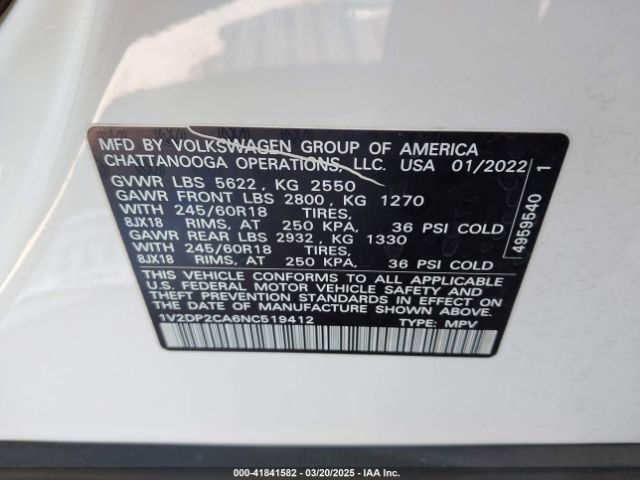 MFD BY VOLKSWAGEN GROUP OF AMERICA
CHATTANOOGA OPERATIONS, LLC. USA 01/2022
GVWR LBS 5622 , KG 2550
GAWR FRONT LBS 2800 , KG 1270
WITH 245/60R18 TIRES,
8JX18 RIMS, AT 250 KPA, 36 PSI COLD
GAWR REAR LBS 2932 , KG 1330
WITH 245/60R18 TIRES,
8JX18 RIMS, AT 250 KPA, 36 PSI COLD
THIS VEHICLE CONFORMS TO ALL APPLICABLE
U.S. FEDERAL MOTOR VEHICLE SAFETY AND
THEFT PREVENTION STANDARDS IN EFFECT ON
THE DATE OF MANUFACTURE SHOWN ABOVE.
1V2DP2CA6NC519412 TYPE: MPV
4959540 1
000-41841582 | 03/20/2025 | IAA Inc.